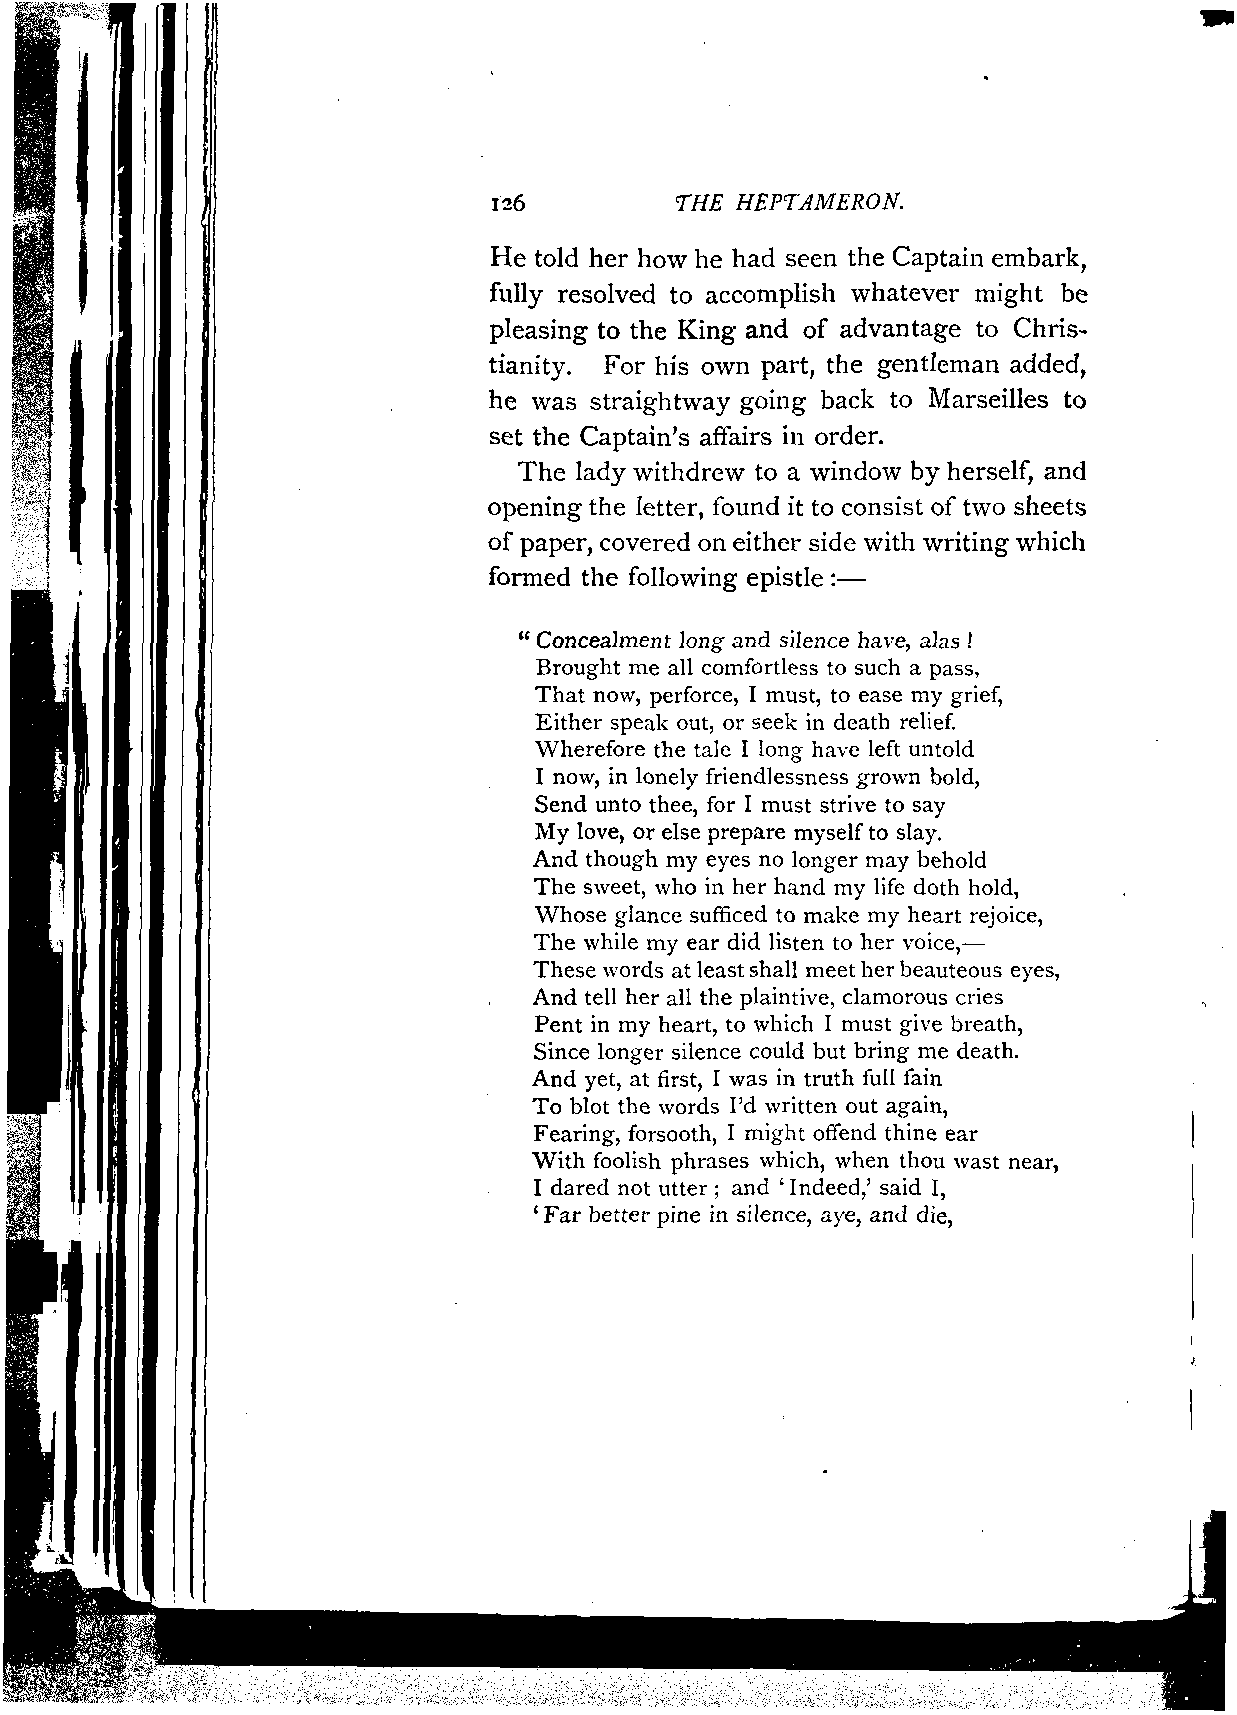 126 THE HEPTAMERON.
He told her how he had seen the Captain embark,
fully resolved to accomplish whatever might be
pleasing to the King and of advantage to Chris-
tianity. For his own part, the gentleman added,
he was straightway going back to Marseilles to
set the Captain's affairs in order.
The lady withdrew to a window by herself, and
opening the letter, found it to consist of two sheets
of paper, covered on either side with writing which
formed the following epistle :—
“ Concealment long and silence have, alas !
Brought me all comfortless to such a pass,
That now, perforce, I must, to ease my grief,
Either speak out, or seek in death relief.
Wherefore the tale I long have left untold
I now, in lonely friendlessness grown bold,
Send unto thee, for I must strive to say
My love, or else prepare myself to slay.
And though my eyes no longer may behold
The sweet, who in her hand my life doth hold,
Whose glance sufficed to make my heart rejoice,
The while my ear did listen to her voice,—
These words at least shall meet her beauteous eyes,
And tell her all the plaintive, clamorous cries
Pent in my heart, to which I must give breath,
Since longer silence could but bring me death.
And yet, at first, I was in truth full fain
To blot the words I'd written out again,
Fearing, forsooth, I might offend thine ear
With foolish phrases which, when thou wast near,
I dared not utter ; and ‘Indeed,’ said I,
‘Far better pine in silence, aye, and die,